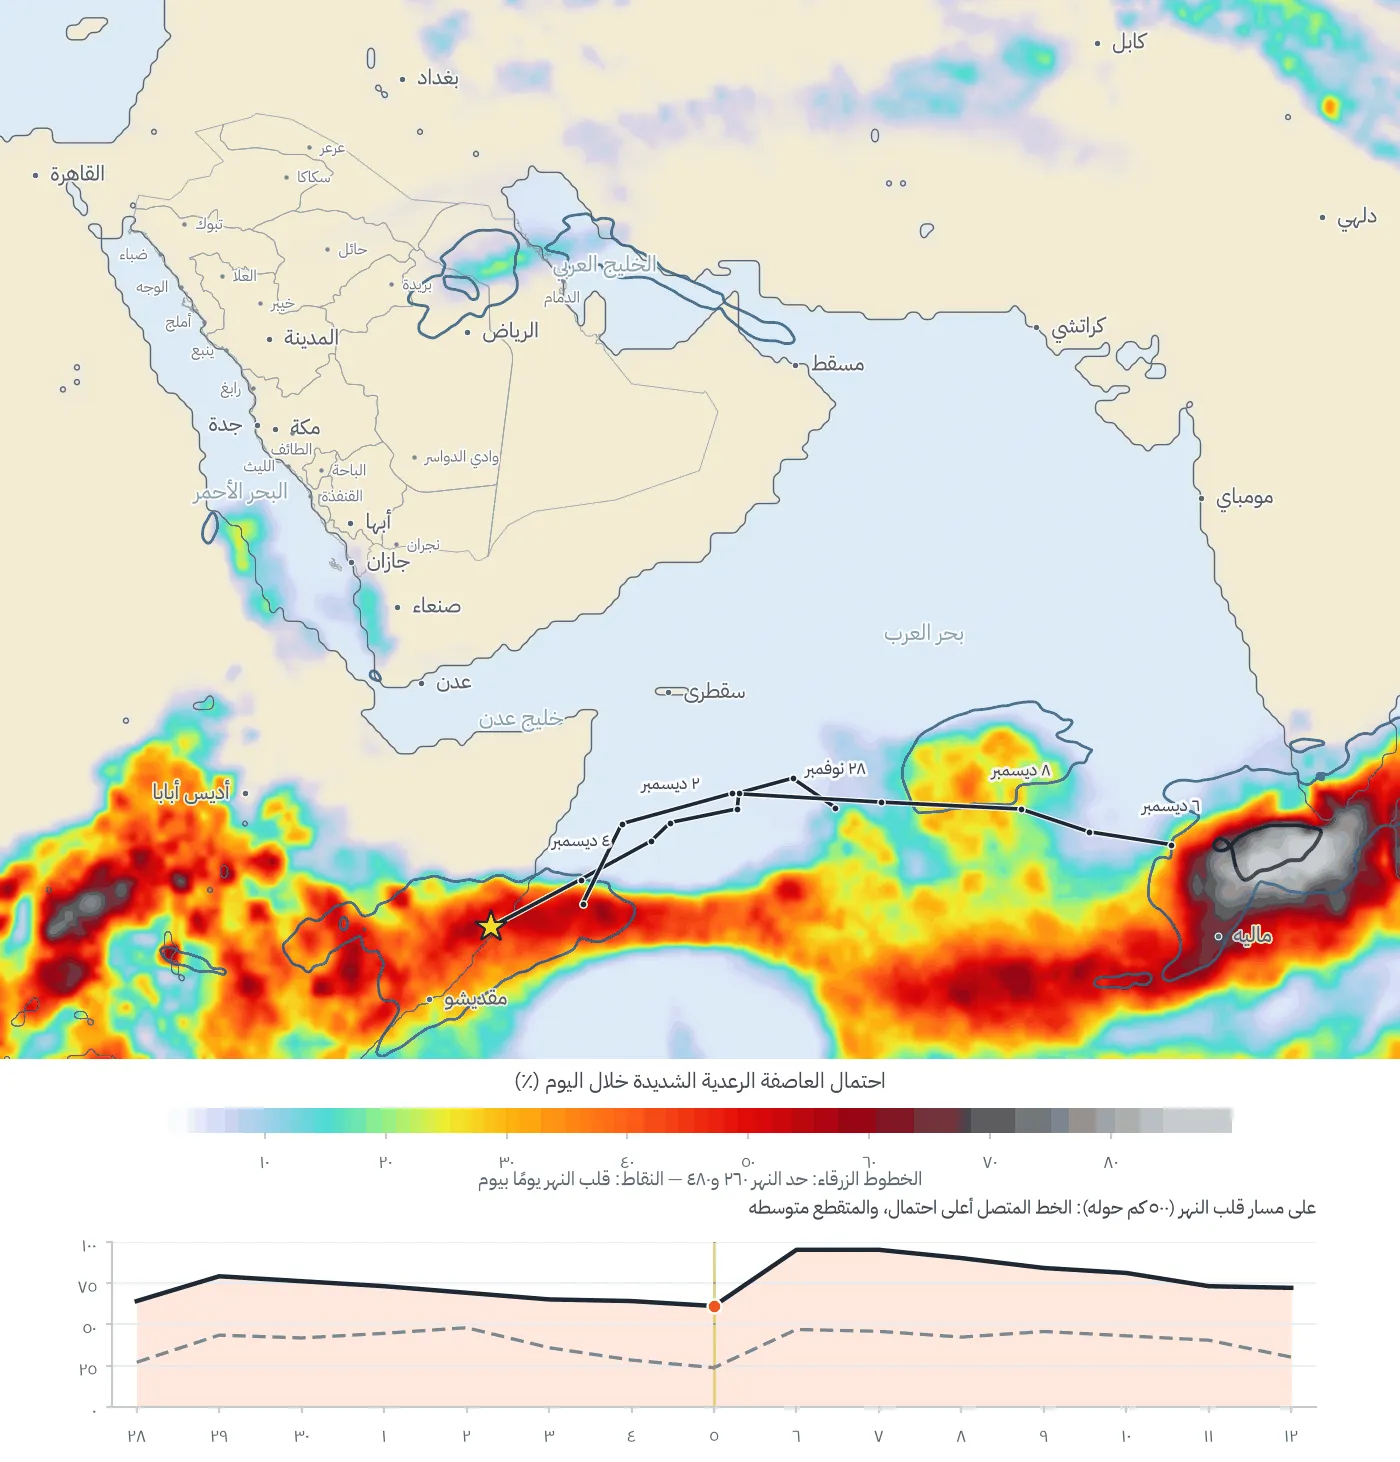 كابل
بغداد
القاهرة
عرعر
سكاكا
دلهي
تبوك
حائل
ضباء
الخليج العربي
العلا
بريدة
الوجه
الدمام
خيبر
أملج
كراتشي
الرياض
المدينة
ينبع
مسقط
رابغ
جدة
مكة
الطائف
وادي الدواسر
الليث
الباحة
البحر الأحمر
القنفذة
مومباي
أبها
نجران
جازان
صنعاء
بحر العرب
عدن
سقطرى
خليج عدن
٢٨ نوفمبر
٨ ديسمبر
٢ ديسمبر
أديس أبابا
٦ ديسمبر
٤ ديسمبر
ماليه
مقديشو
احتمال العاصفة الرعدية الشديدة خلال اليوم (٪)
١٠ ٢٠ ٣٠ ٤٠ ٥٠ ٦٠ ٧٠ ٨٠
الخطوط الزرقاء: حد النهر ٢٦٠ و٤٨٠ — النقاط: قلب النهر يومًا بيوم
على مسار قلب النهر (٥٠٠ كم حوله): الخط المتصل أعلى احتمال، والمتقطع متوسطه
١٠٠
٧٥
٥٠
٢٥
٠
٢٨ ٢٩ ٣٠ ١ ٢ ٣ ٤ ٥ ٦ ٧ ٨ ٩ ١٠ ١١ ١٢